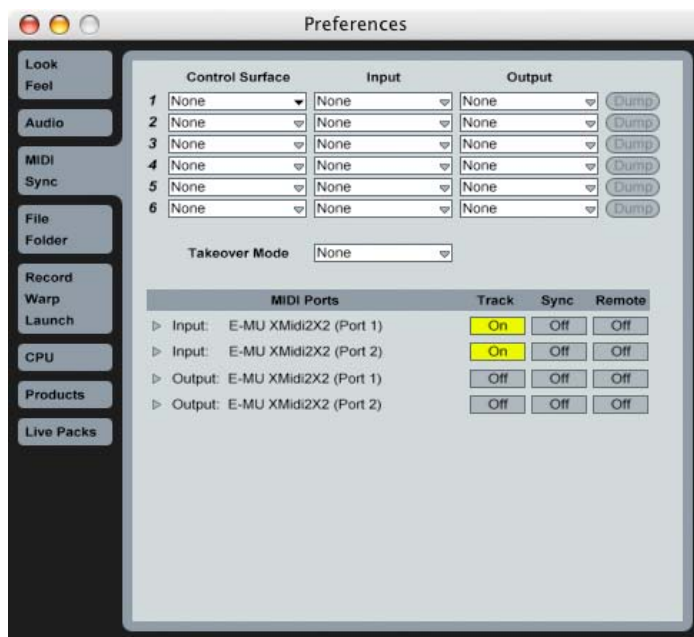 Preferences
Look
Feel
Audio
MIDI
Sync
File
Folder
Record
Warp
Launch
CPU
Products
Live Packs
Control Surface Input Output
1 None None None Dump
2 None None None Dump
3 None None None Dump
4 None None None Dump
5 None None None Dump
6 None None None Dump
Takeover Mode None
MIDI Ports Track Sync Remote
Input: E-MU XMidi2X2 (Port 1) On Off Off
Input: E-MU XMidi2X2 (Port 2) On Off Off
Output: E-MU XMidi2X2 (Port 1) Off Off Off
Output: E-MU XMidi2X2 (Port 2) Off Off Off